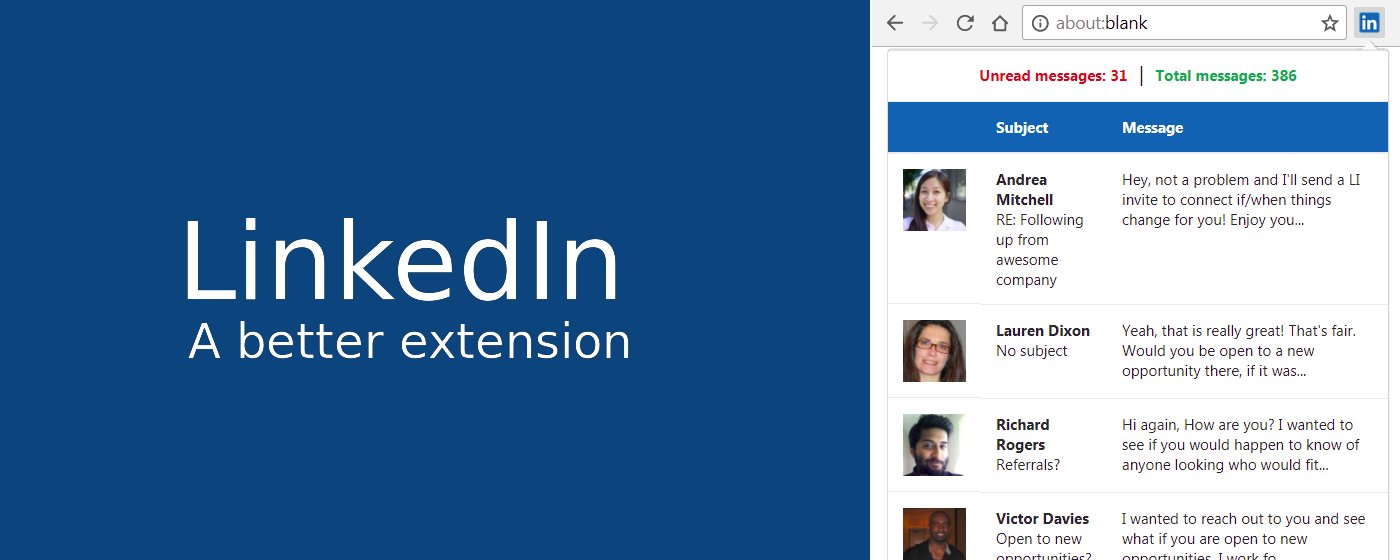 LinkedIn
A better extension
about:blank
in
Unread messages: 31 | Total messages: 386
Subject Message
Andrea
Mitchell
RE: Following
up from
awesome
company
Hey, not a problem and I'll send a LI
invite to connect if/when things
change for you! Enjoy you...
Lauren Dixon
No subject
Yeah, that is really great! That's fair.
Would you be open to a new
opportunity there, if it was...
Richard
Rogers
Referrals?
Hi again, How are you? I wanted to
see if you would happen to know of
anyone looking who would fit...
Victor Davies
Open to new
opportunities?
I wanted to reach out to you and see
what if you are open to new
opportunities. I work fo...